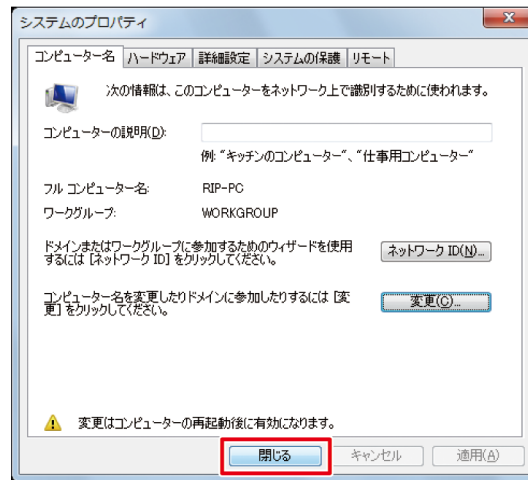 システムのプロパティ
コンピューター名 ハードウェア 詳細設定 システムの保護 リモート
次の情報は、このコンピューターをネットワーク上で識別するために使われます。
コンピューターの説明(D):
例: "キッチンのコンピューター"、"仕事用コンピューター"
フル コンピューター名: RIP-PC
ワークグループ: WORKGROUP
ドメインまたはワークグループに参加するためのウィザードを使用
するには [ネットワーク ID] をクリックしてください。
ネットワーク ID(N)...
コンピューター名を変更したりドメインに参加したりするには [変
更] をクリックしてください。
変更(C)...
変更はコンピューターの再起動後に有効になります。
閉じる キャンセル 適用(A)